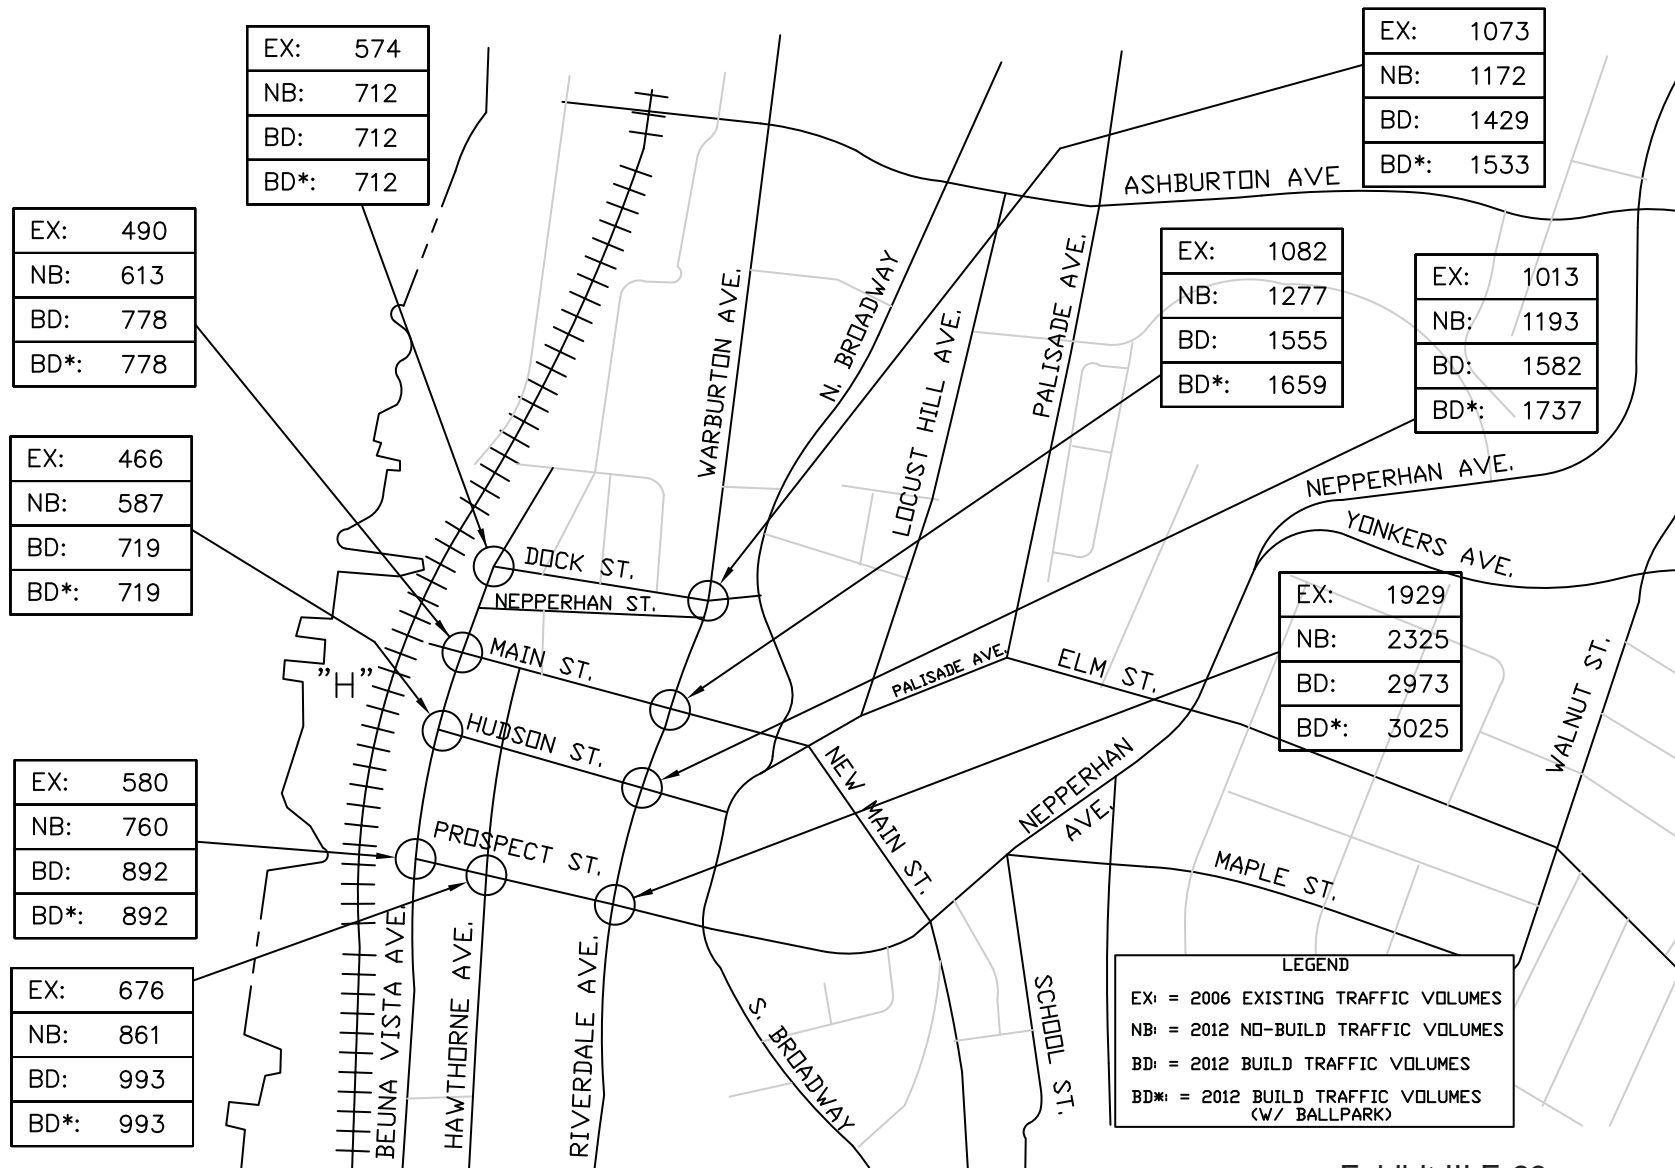 EX: 574
NB: 712
BD: 712
BD*: 712
EX: 1073
NB: 1172
BD: 1429
BD*: 1533
ASHBURTON AVE
EX: 490
NB: 613
BD: 778
BD*: 778
EX: 1082
NB: 1277
BD: 1555
BD*: 1659
EX: 1013
NB: 1193
BD: 1582
BD*: 1737
WARBURTON AVE.
N. BROADWAY
LOCUST HILL AVE.
PALISADE AVE.
EX: 466
NB: 587
BD: 719
BD*: 719
NEPPERHAN AVE.
YONKERS AVE.
DOCK ST.
NEPPERHAN ST.
MAIN ST.
"H"
HUDSON ST.
PALISADE AVE.
ELM ST.
EX: 1929
NB: 2325
BD: 2973
BD*: 3025
WALNUT ST.
EX: 580
NB: 760
BD: 892
BD*: 892
PROSPECT ST.
NEW MAIN ST.
NEPPERHAN
AVE.
MAPLE ST.
EX: 676
NB: 861
BD: 993
BD*: 993
BEUNA VISTA AVE.
HAWTHORNE AVE.
RIVERDALE AVE.
S. BROADWAY
SCHOOL ST.
LEGEND
EX: = 2006 EXISTING TRAFFIC VOLUMES
NB: = 2012 NO-BUILD TRAFFIC VOLUMES
BD: = 2012 BUILD TRAFFIC VOLUMES
BD*: = 2012 BUILD TRAFFIC VOLUMES
(W/ BALLPARK)